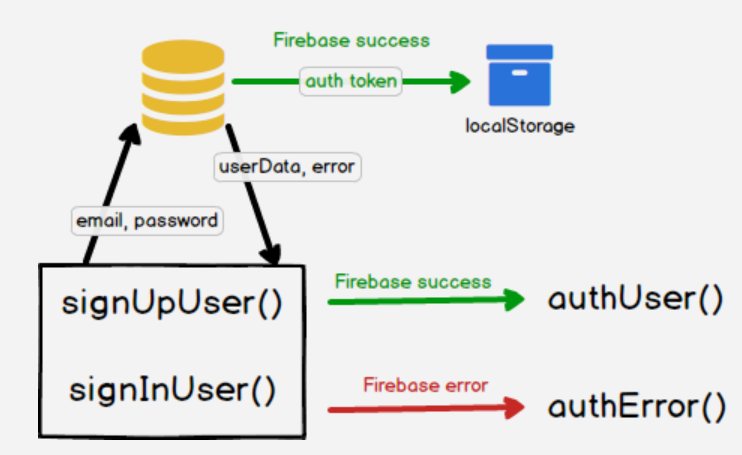 Firebase success
auth token
localStorage
userData, error
email, password
signUpUser()
Firebase success
authUser()
signInUser()
Firebase error
authError()